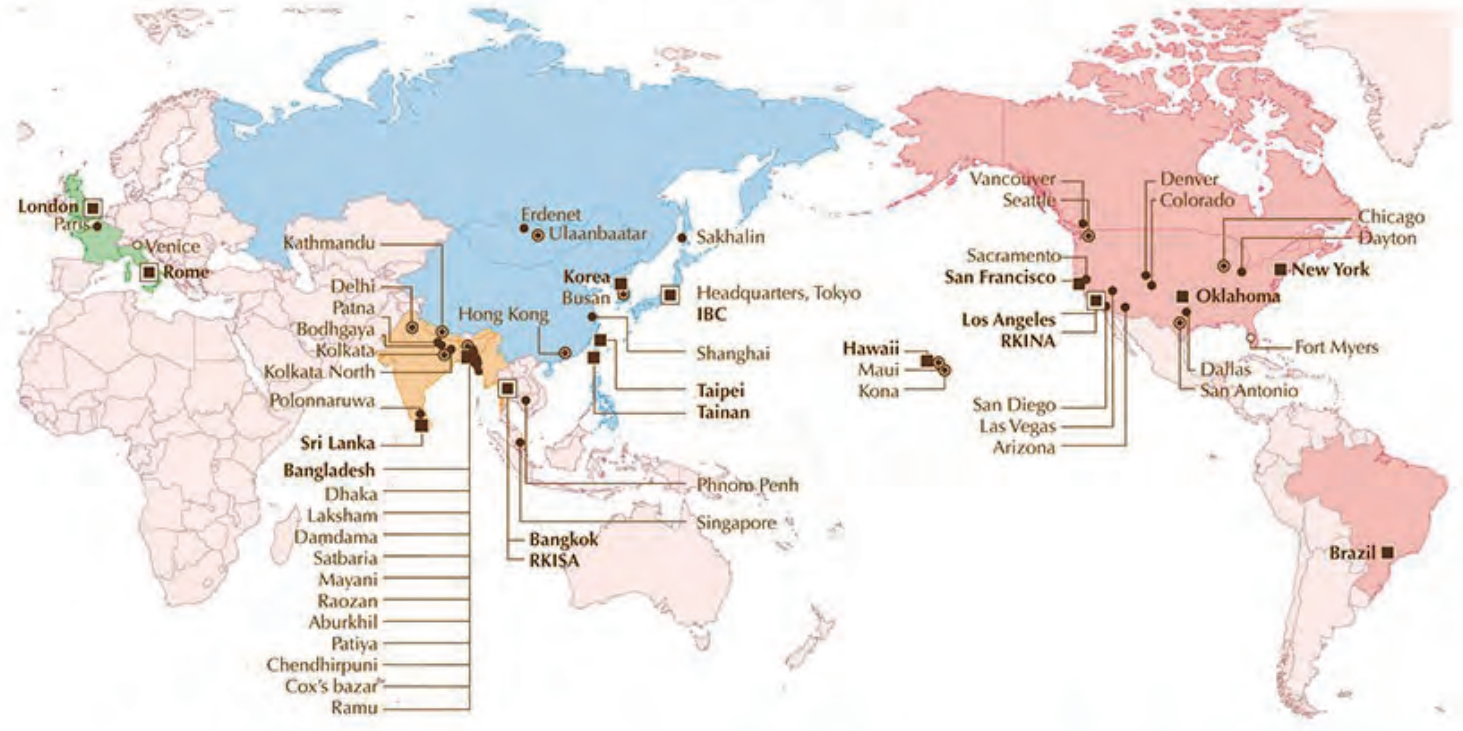 London
Paris
Venice
Rome
Kathmandu
Delhi
Patna
Bodhgaya
Kolkata
Kolkata North
Polonnaruwa
Sri Lanka
Bangladesh
Dhaka
Laksham
Damdama
Satbaria
Mayani
Raozan
Aburkhil
Patiya
Chendhirpuni
Cox's bazar
Ramu
Erdenet
Ulaanbaatar
Sakhalin
Korea
Busan
Hong Kong
Headquarters, Tokyo
IBC
Shanghai
Taipei
Tainan
Phnom Penh
Singapore
Bangkok
RKISA
Vancouver
Seattle
Sacramento
San Francisco
Los Angeles
RKINA
Hawaii
Maui
Kona
San Diego
Las Vegas
Arizona
Denver
Colorado
Chicago
Dayton
New York
Oklahoma
Fort Myers
Dallas
San Antonio
Brazil